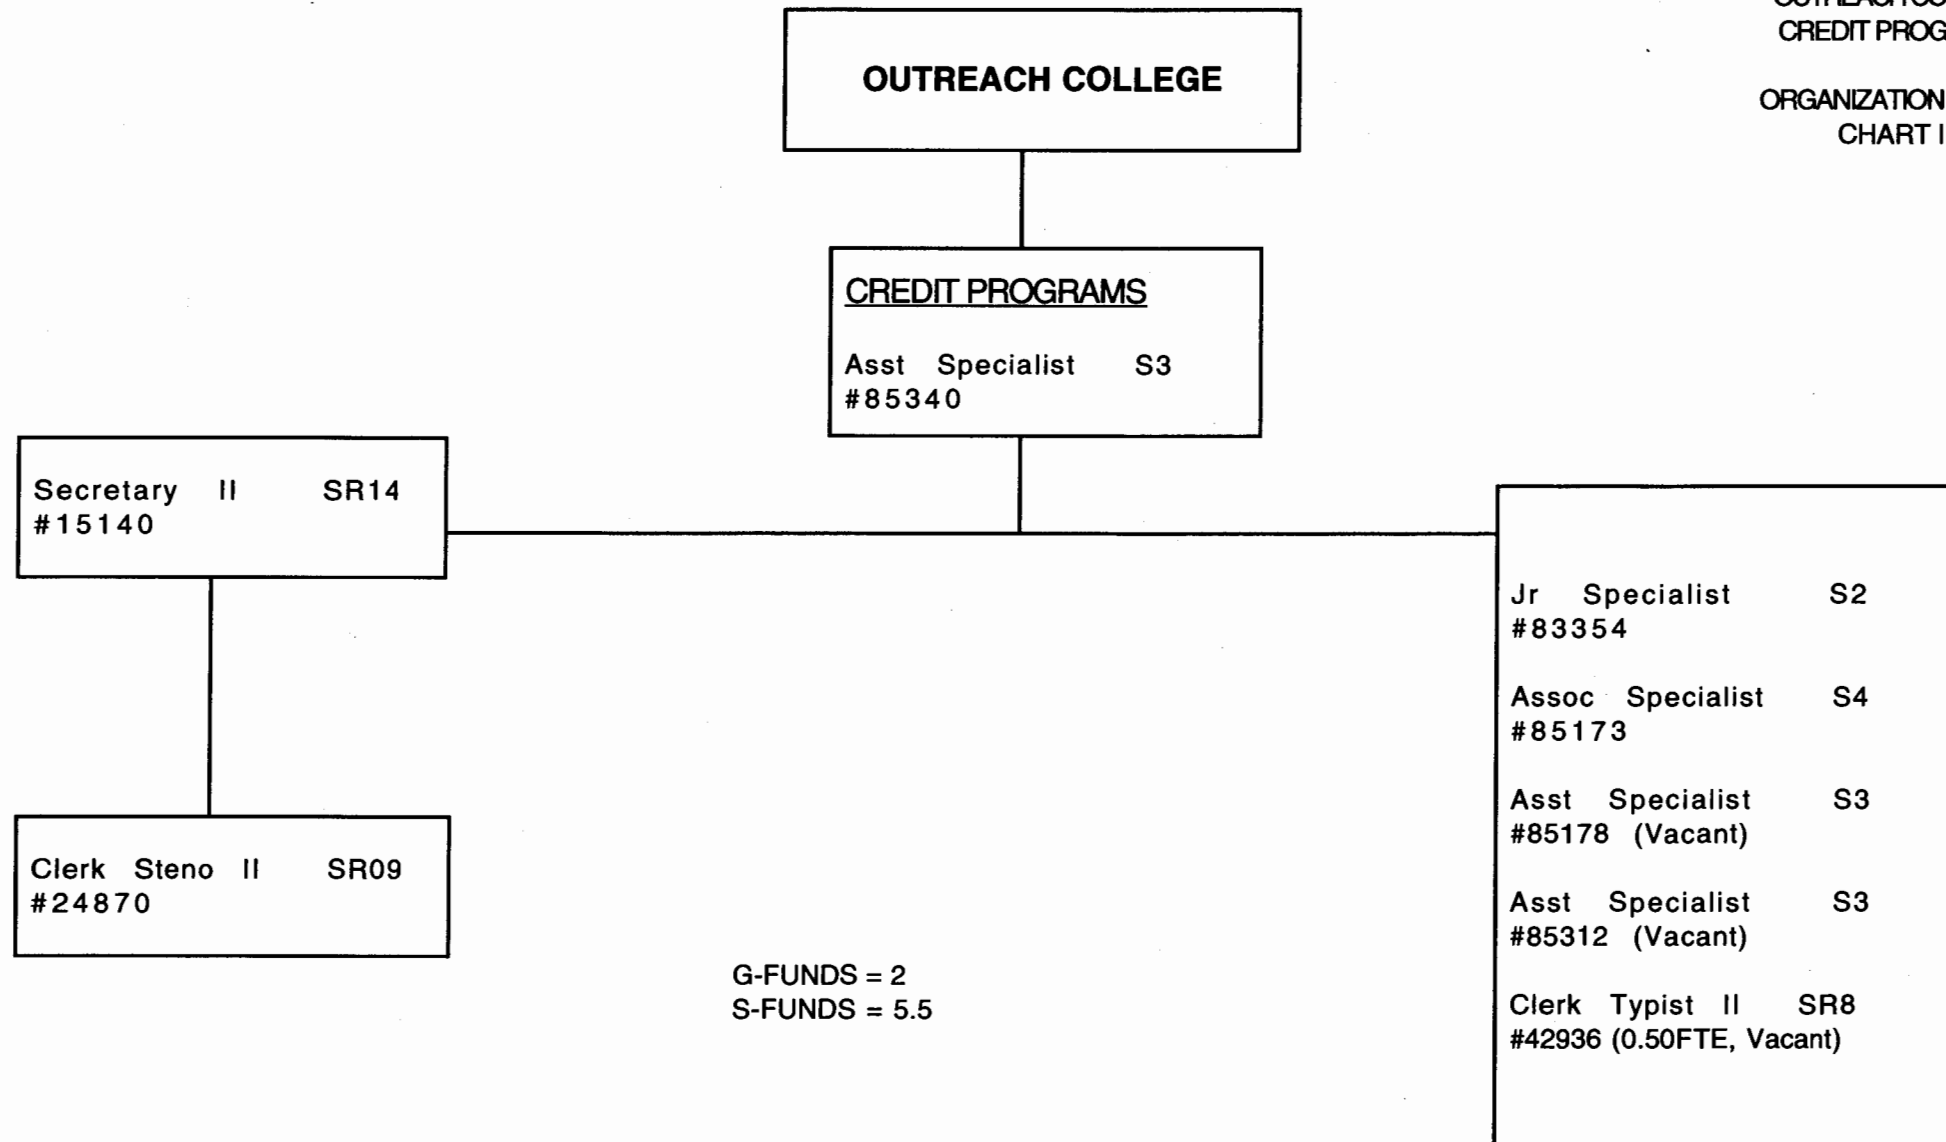 CREDIT PROG
ORGANIZATION
CHART I
OUTREACH COLLEGE
CREDIT PROGRAMS
Asst Specialist S3
#85340
Secretary II SR14
#15140
Clerk Steno II SR09
#24870
Jr Specialist S2
#83354
Assoc Specialist S4
#85173
Asst Specialist S3
#85178 (Vacant)
Asst Specialist S3
#85312 (Vacant)
Clerk Typist II SR8
#42936 (0.50FTE, Vacant)
G-FUNDS = 2
S-FUNDS = 5.5